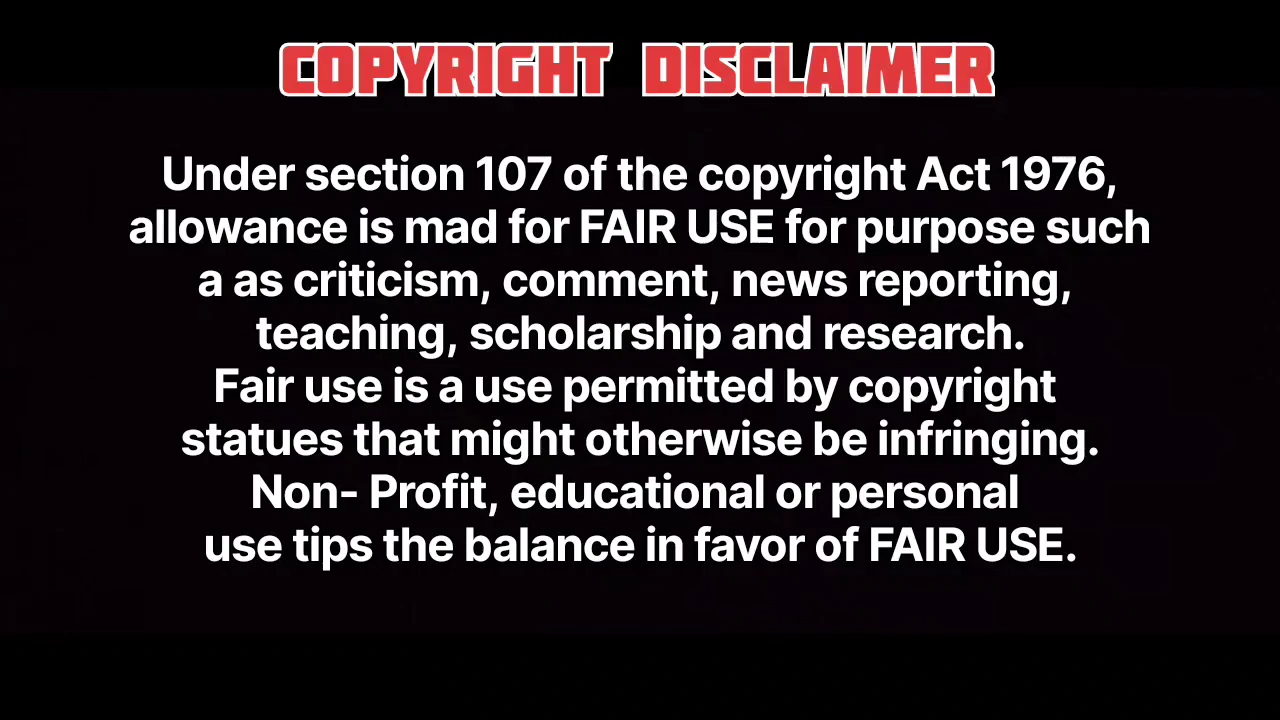 COPYRIGHT DISCLAIMER
Under section 107 of the copyright Act 1976,
allowance is mad for FAIR USE for purpose such
a as criticism, comment, news reporting,
teaching, scholarship and research.
Fair use is a use permitted by copyright
statues that might otherwise be infringing.
Non- Profit, educational or personal
use tips the balance in favor of FAIR USE.